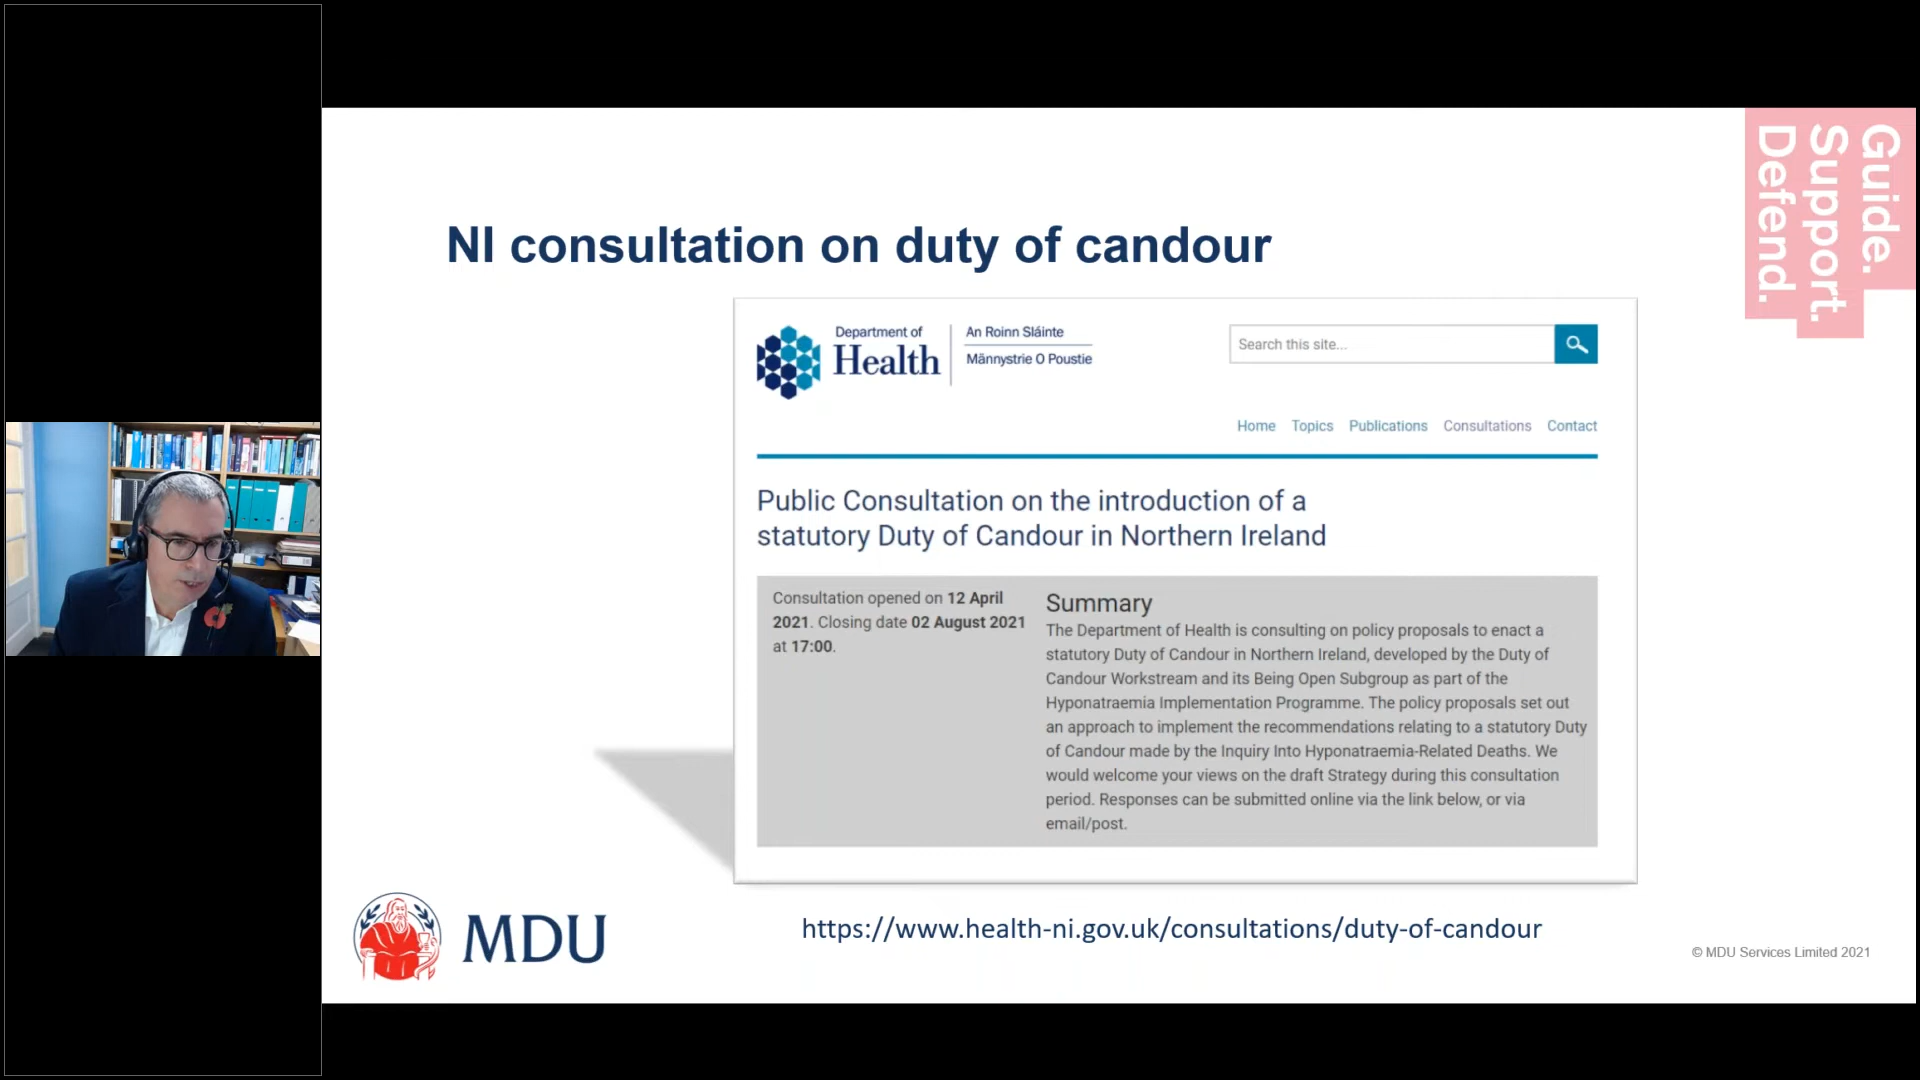 Guide.
Support.
Defend.
NI consultation on duty of candour
Department of
Health
An Roinn Sláinte
Männystrie O Poustie
Search this site...
Home Topics Publications Consultations Contact
Public Consultation on the introduction of a
statutory Duty of Candour in Northern Ireland
Consultation opened on 12 April
2021. Closing date 02 August 2021
at 17:00.
Summary
The Department of Health is consulting on policy proposals to enact a
statutory Duty of Candour in Northern Ireland, developed by the Duty of
Candour Workstream and its Being Open Subgroup as part of the
Hyponatraemia Implementation Programme. The policy proposals set out
an approach to implement the recommendations relating to a statutory Duty
of Candour made by the Inquiry Into Hyponatraemia-Related Deaths. We
would welcome your views on the draft Strategy during this consultation
period. Responses can be submitted online via the link below, or via
email/post.
MDU
https://www.health-ni.gov.uk/consultations/duty-of-candour
© MDU Services Limited 2021